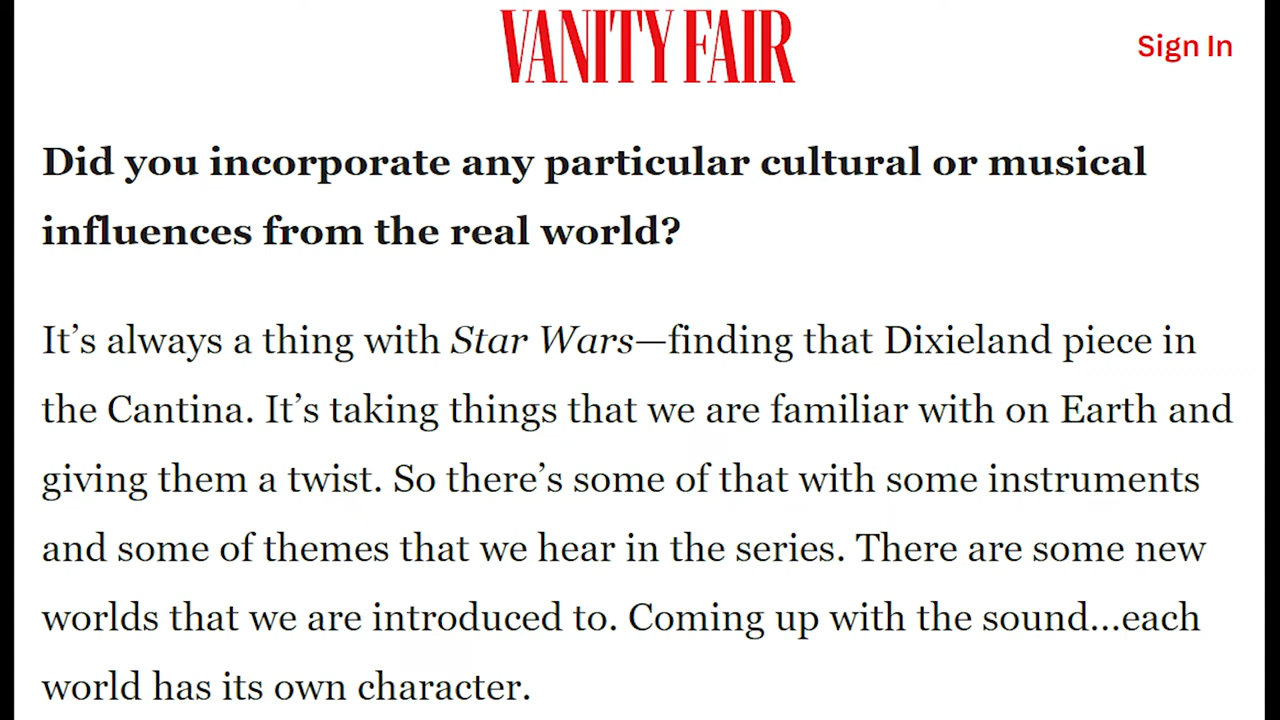 VANITY FAIR
Sign In
Did you incorporate any particular cultural or musical
influences from the real world?
It’s always a thing with Star Wars—finding that Dixieland piece in
the Cantina. It’s taking things that we are familiar with on Earth and
giving them a twist. So there’s some of that with some instruments
and some of themes that we hear in the series. There are some new
worlds that we are introduced to. Coming up with the sound...each
world has its own character.